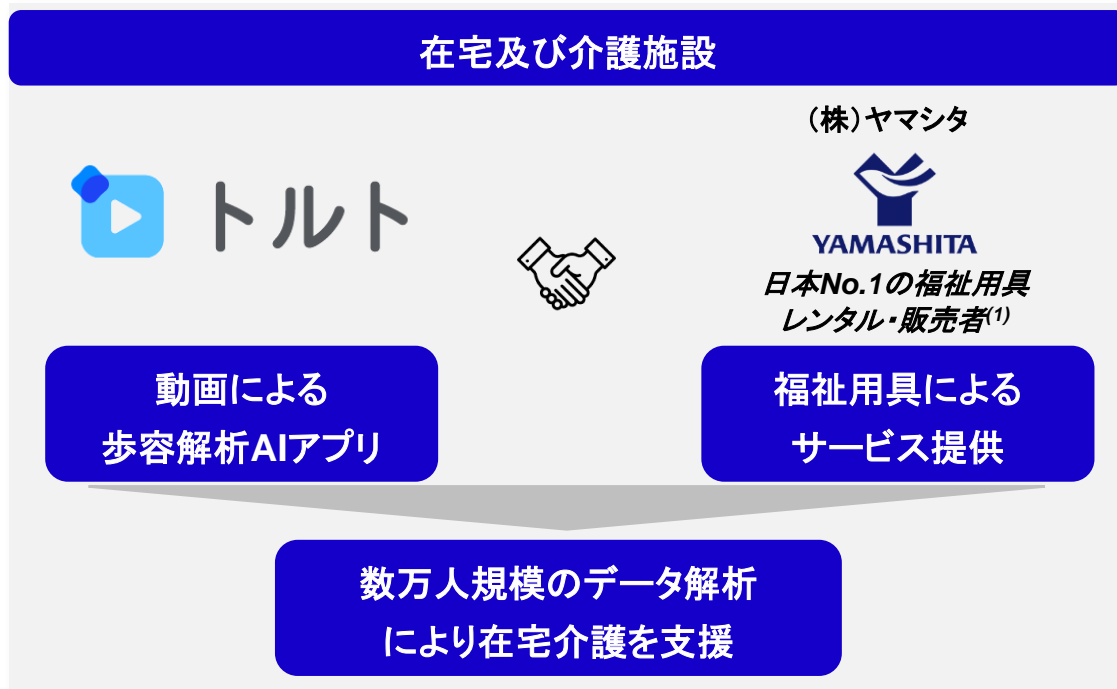 在宅及び介護施設
（株）ヤマシタ
トルト
YAMASHITA
日本No.1の福祉用具
レンタル・販売者(1)
動画による
歩容解析AIアプリ
福祉用具による
サービス提供
数万人規模のデータ解析
により在宅介護を支援